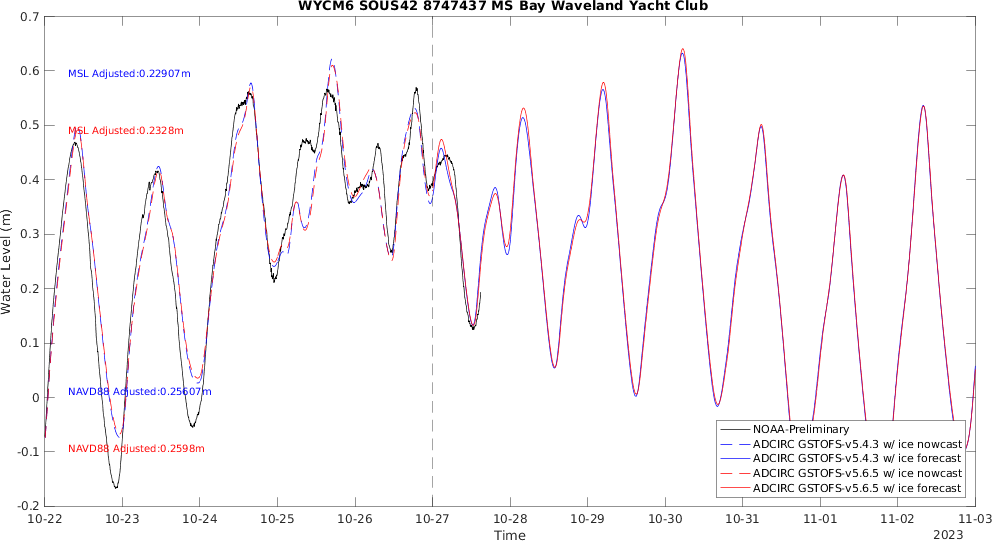 WYCM6 SOUS42 8747437 MS Bay Waveland Yacht Club
Water Level (m)
0.7
0.6
0.5
0.4
0.3
0.2
0.1
0
-0.1
-0.2
MSL Adjusted:0.22907m
MSL Adjusted:0.2328m
NAVD88 Adjusted:0.25607m
NAVD88 Adjusted:0.2598m
NOAA-Preliminary
ADCIRC GSTOFS-v5.4.3 w/ ice nowcast
ADCIRC GSTOFS-v5.4.3 w/ ice forecast
ADCIRC GSTOFS-v5.6.5 w/ ice nowcast
ADCIRC GSTOFS-v5.6.5 w/ ice forecast
10-22 10-23 10-24 10-25 10-26 10-27 10-28 10-29 10-30 10-31 11-01 11-02 11-03
Time
2023